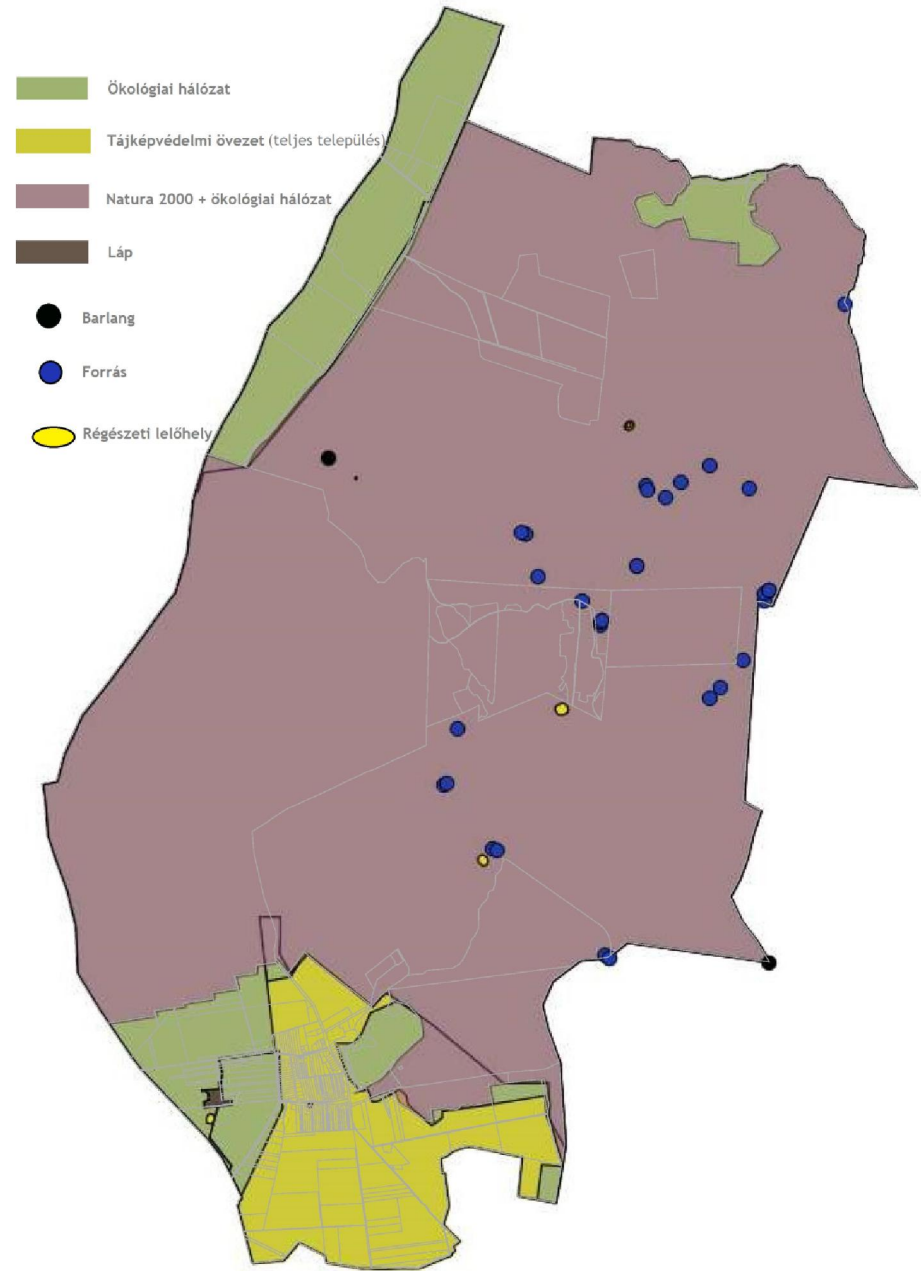 Ökológiai hálózat
Tájképvédelmi övezet (teljes település)
Natura 2000 + ökológiai hálózat
Láp
Barlang
Forrás
Régészeti lelőhely